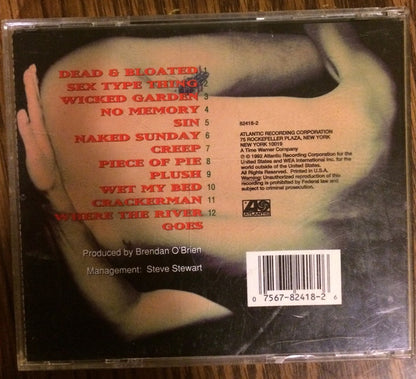 DEAD & BLOATED 1
SEX TYPE THING 2
WICKED GARDEN 3
NO MEMORY 4
SIN 5
NAKED SUNDAY 6
CREEP 7
PIECE OF PIE 8
PLUSH 9
WET MY BED 10
CRACKERMAN 11
WHERE THE RIVER 12
GOES
Produced by Brendan O'Brien
Management: Steve Stewart
82418-2
ATLANTIC RECORDING CORPORATION
75 ROCKEFELLER PLAZA, NEW YORK
NEW YORK 10019
A Time Warner Company
© ℗ 1992 Atlantic Recording Corporation for the
United States and WEA International Inc. for the
world outside of the United States.
All Rights Reserved. Printed in U.S.A.
Warning: Unauthorized reproduction of this
recording is prohibited by Federal law and
subject to criminal prosecution.
ATLANTIC
0 7567-82418-2 6